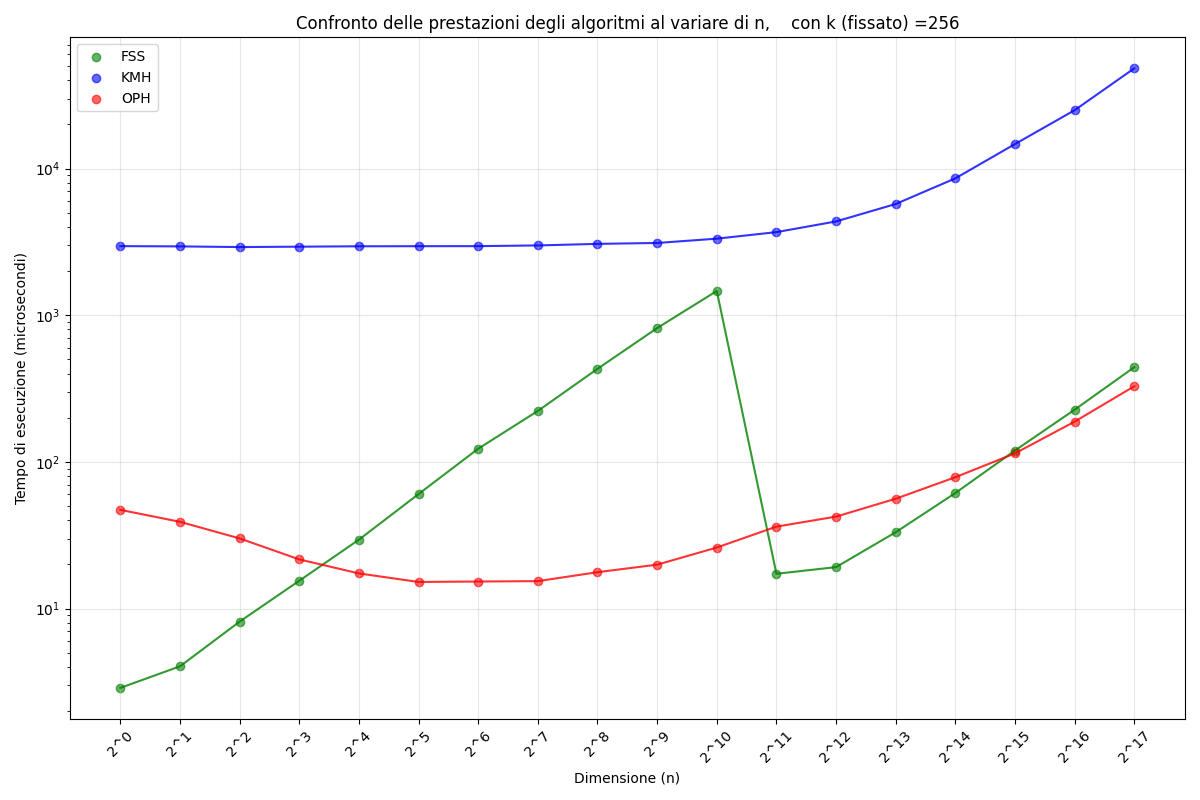 Confronto delle prestazioni degli algoritmi al variare di n,    con k (fissato) =256
FSS
KMH
OPH
Tempo di esecuzione (microsecondi)
10^4
10^3
10^2
10^1
2^0 2^1 2^2 2^3 2^4 2^5 2^6 2^7 2^8 2^9 2^10 2^11 2^12 2^13 2^14 2^15 2^16 2^17
Dimensione (n)